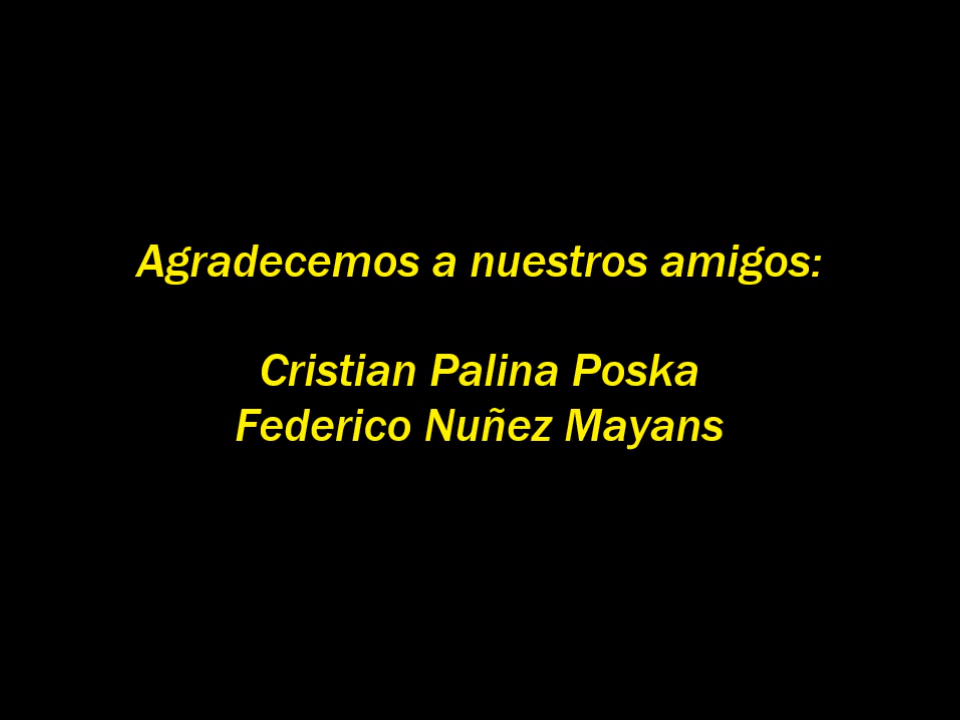 Agradecemos a nuestros amigos:
Cristian Palina Poska
Federico Nuñez Mayans